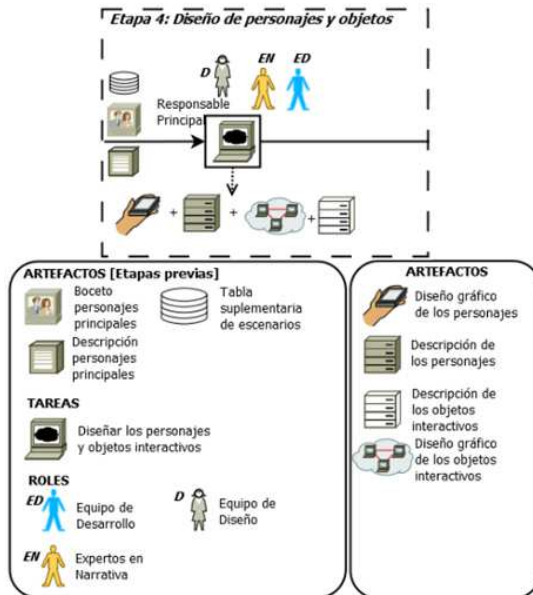 Etapa 4: Diseño de personajes y objetos
D
EN
ED
Responsable
Principal
+
+
+
ARTEFACTOS [Etapas previas]
Boceto
personajes
principales
Tabla
suplementaria
de escenarios
Descripción
personajes
principales
TAREAS
Diseñar los personajes
y objetos interactivos
ROLES
ED
Equipo de
Desarrollo
D
Equipo de
Diseño
EN
Expertos en
Narrativa
ARTEFACTOS
Diseño gráfico
de los personajes
Descripción de
los personajes
Descripción de
los objetos
interactivos
Diseño gráfico
de los objetos
interactivos